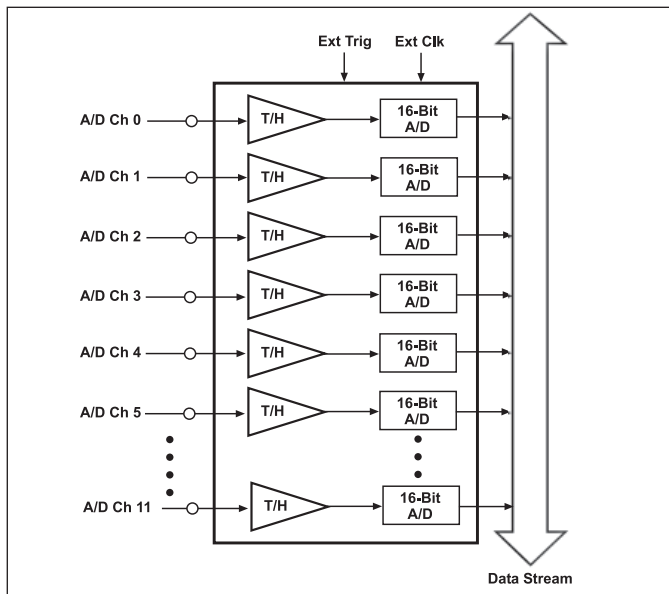 Ext Trig Ext Clk
A/D Ch 0
T/H
16-Bit
A/D
A/D Ch 1
T/H
16-Bit
A/D
A/D Ch 2
T/H
16-Bit
A/D
A/D Ch 3
T/H
16-Bit
A/D
A/D Ch 4
T/H
16-Bit
A/D
A/D Ch 5
T/H
16-Bit
A/D
A/D Ch 11
T/H
16-Bit
A/D
Data Stream